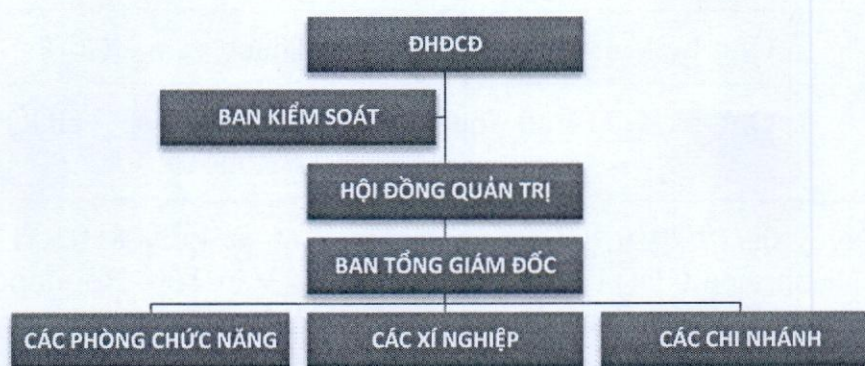 ĐHĐCĐ
BAN KIỂM SOÁT
HỘI ĐỒNG QUẢN TRỊ
BAN TỔNG GIÁM ĐỐC
CÁC PHÒNG CHỨC NĂNG
CÁC XÍ NGHIỆP
CÁC CHI NHÁNH